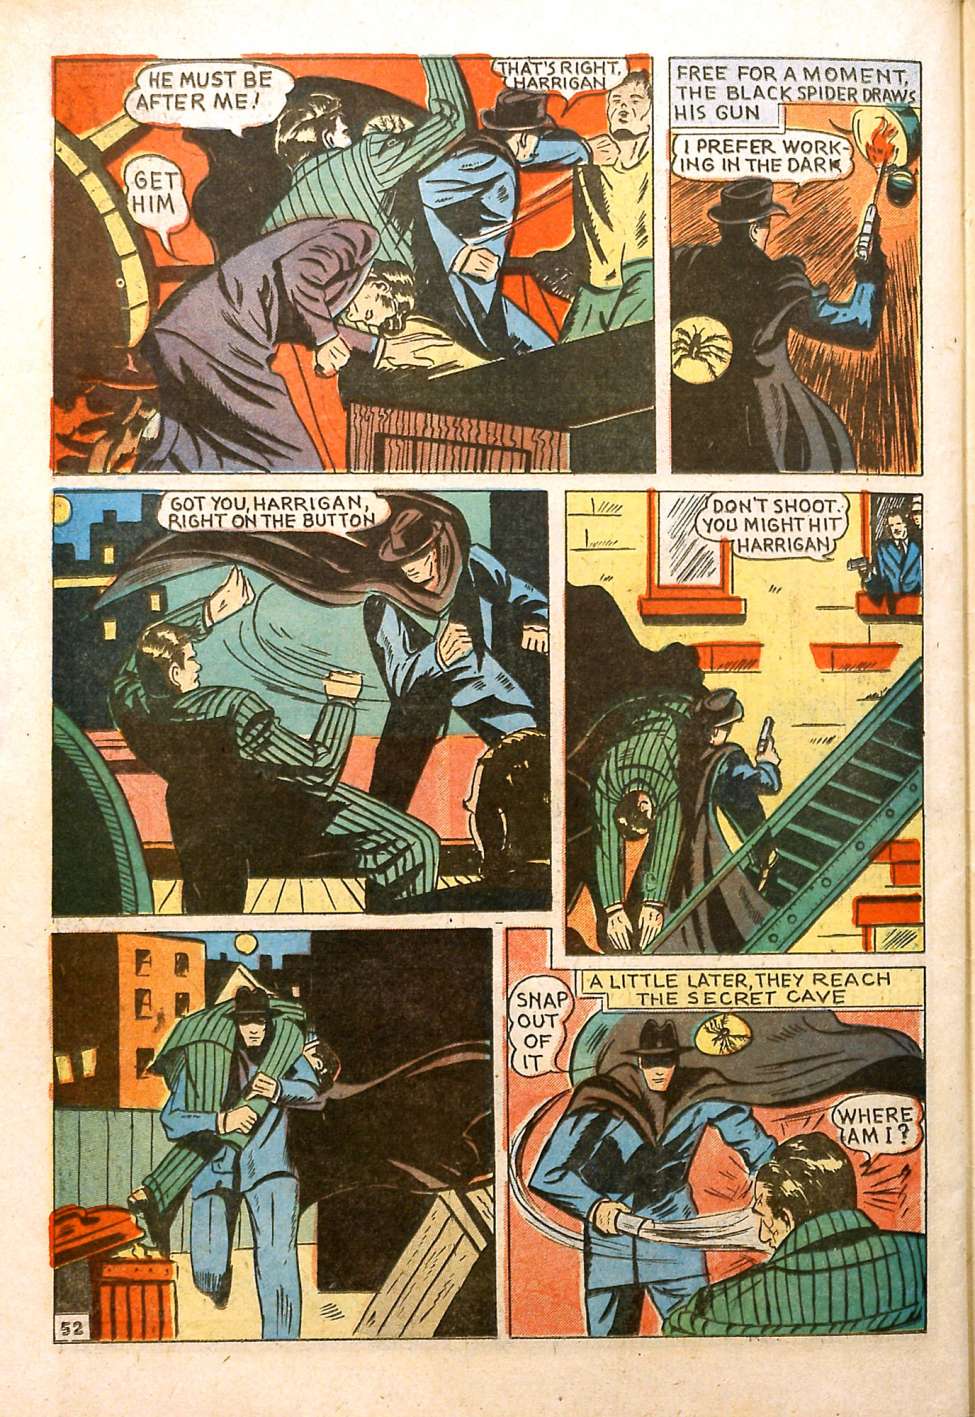 HE MUST BE
AFTER ME!
THAT'S RIGHT,
HARRIGAN
GET
HIM
FREE FOR A MOMENT,
THE BLACK SPIDER DRAWS
HIS GUN
I PREFER WORK-
ING IN THE DARK
GOT YOU, HARRIGAN,
RIGHT ON THE BUTTON
DON'T SHOOT.
YOU MIGHT HIT
HARRIGAN
A LITTLE LATER, THEY REACH
THE SECRET CAVE
SNAP
OUT
OF
IT
WHERE
AM I?
52